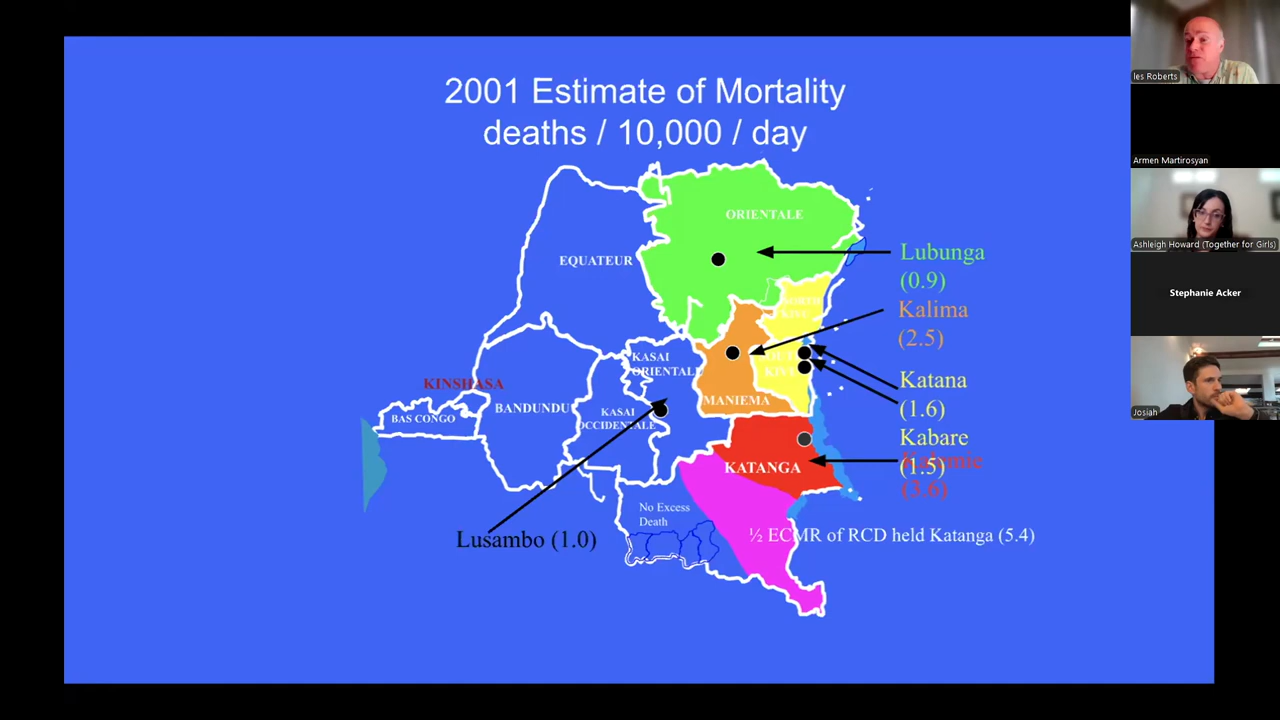 2001 Estimate of Mortality
deaths / 10,000 / day
ORIENTALE
EQUATEUR
Lubunga
(0.9)
NORTH
KIVU
Kalima
(2.5)
KASAI
ORIENTALE
SOUTH
KIVU
Katana
(1.6)
KINSHASA
BAS CONGO
BANDUNDU
KASAI
OCCIDENTALE
MANIEMA
Kabare
(1.5)
Kalemie
(3.6)
KATANGA
No Excess
Death
½ ECMR of RCD held Katanga (5.4)
Lusambo (1.0)
les Roberts
Armen Martirosyan
Ashleigh Howard (Together for Girls)
Stephanie Acker
Josiah